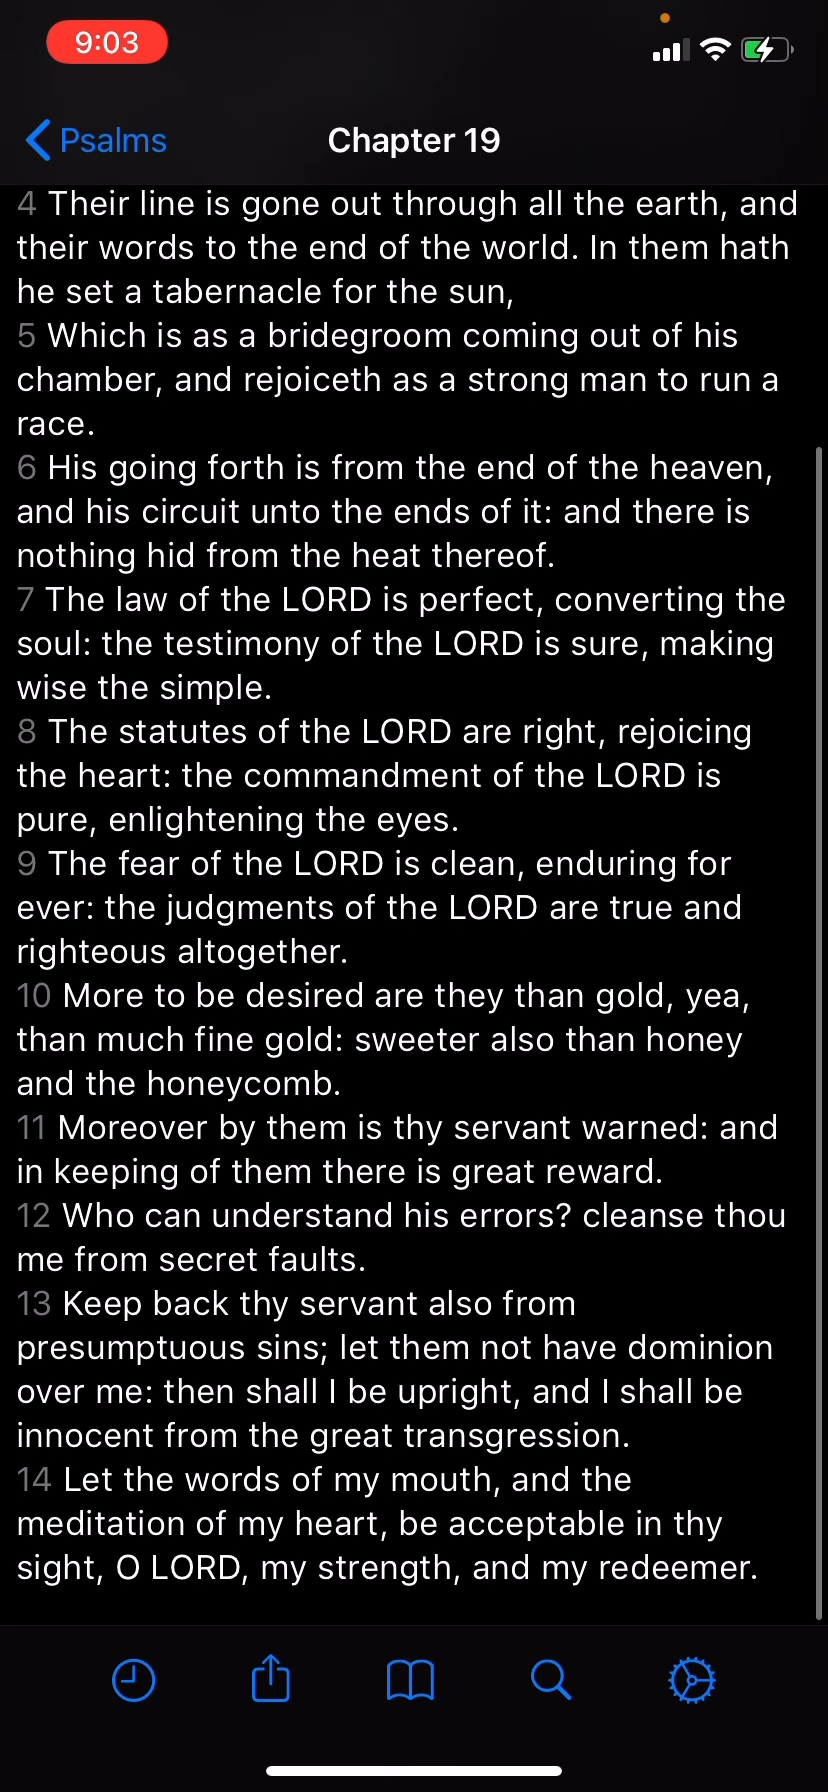 9:03
Psalms
Chapter 19
4 Their line is gone out through all the earth, and
their words to the end of the world. In them hath
he set a tabernacle for the sun,
5 Which is as a bridegroom coming out of his
chamber, and rejoiceth as a strong man to run a
race.
6 His going forth is from the end of the heaven,
and his circuit unto the ends of it: and there is
nothing hid from the heat thereof.
7 The law of the LORD is perfect, converting the
soul: the testimony of the LORD is sure, making
wise the simple.
8 The statutes of the LORD are right, rejoicing
the heart: the commandment of the LORD is
pure, enlightening the eyes.
9 The fear of the LORD is clean, enduring for
ever: the judgments of the LORD are true and
righteous altogether.
10 More to be desired are they than gold, yea,
than much fine gold: sweeter also than honey
and the honeycomb.
11 Moreover by them is thy servant warned: and
in keeping of them there is great reward.
12 Who can understand his errors? cleanse thou
me from secret faults.
13 Keep back thy servant also from
presumptuous sins; let them not have dominion
over me: then shall I be upright, and I shall be
innocent from the great transgression.
14 Let the words of my mouth, and the
meditation of my heart, be acceptable in thy
sight, O LORD, my strength, and my redeemer.